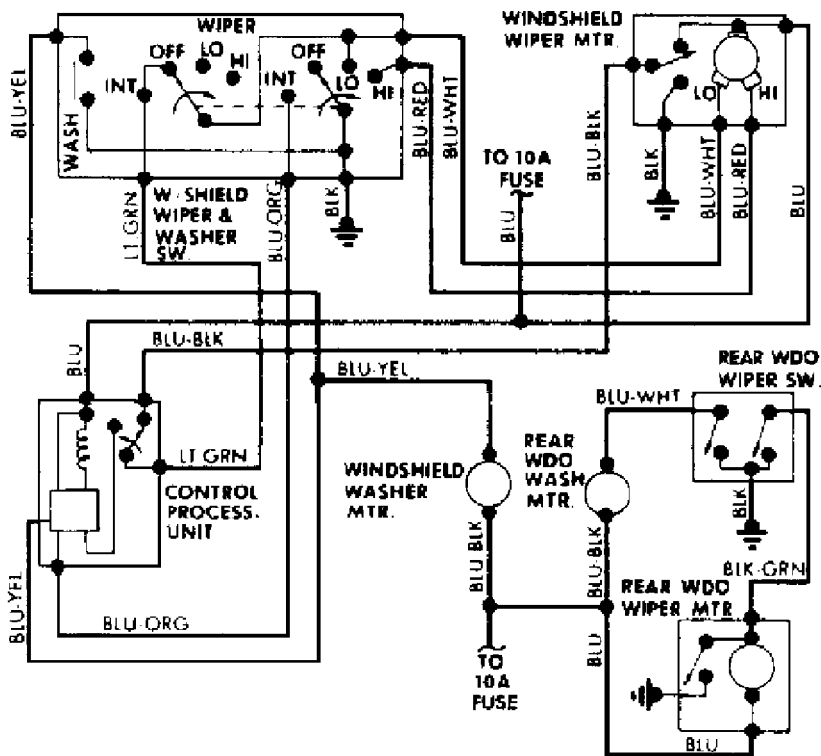 WIPER
OFF
LO
HI
INT
WASH
OFF
LO
HI
INT
BLU-YEL
LT GRN
W/SHIELD
WIPER &
WASHER
SW.
BLU ORG
BLK
BLU-RED
BLU-WHT
WINDSHIELD
WIPER MTR.
LO
HI
BLU-BLK
BLK
BLU-WHT
BLU-RED
BLU
TO 10A
FUSE
BLU
BLU
BLU-BLK
BLU-YEL
LT GRN
CONTROL
PROCESS.
UNIT
BLU-YEL
BLU-ORG
WINDSHIELD
WASHER
MTR.
BLU BLK
TO
10A
FUSE
REAR
WDO
WASH
MTR.
BLU-WHT
BLU-BLK
BLU
REAR WDO
WIPER SW.
BLK
BLK-GRN
REAR WDO
WIPER MTR
BLU